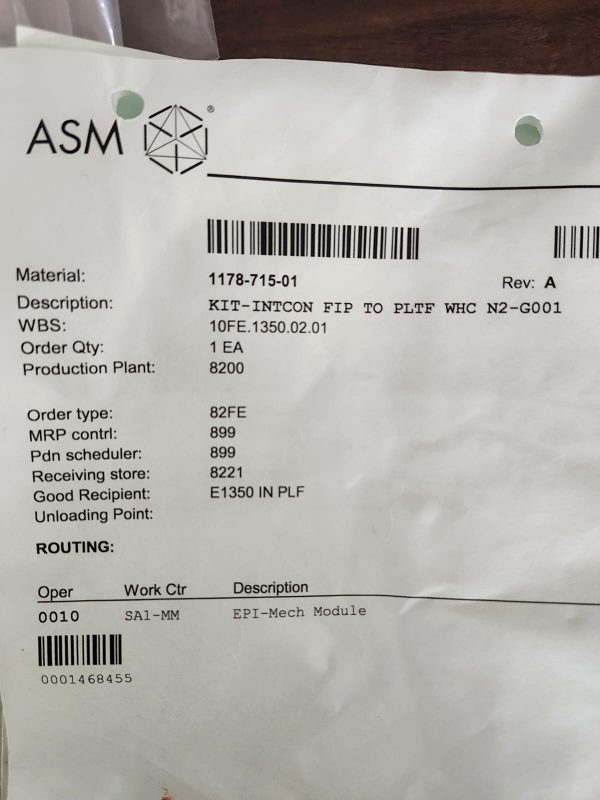 ASM ®
Material: 1178-715-01 Rev: A
Description: KIT-INTCON FIP TO PLTF WHC N2-G001
WBS: 10FE.1350.02.01
Order Qty: 1 EA
Production Plant: 8200
Order type: 82FE
MRP contrl: 899
Pdn scheduler: 899
Receiving store: 8221
Good Recipient: E1350 IN PLF
Unloading Point:
ROUTING:
Oper Work Ctr Description
0010 SA1-MM EPI-Mech Module
0001468455